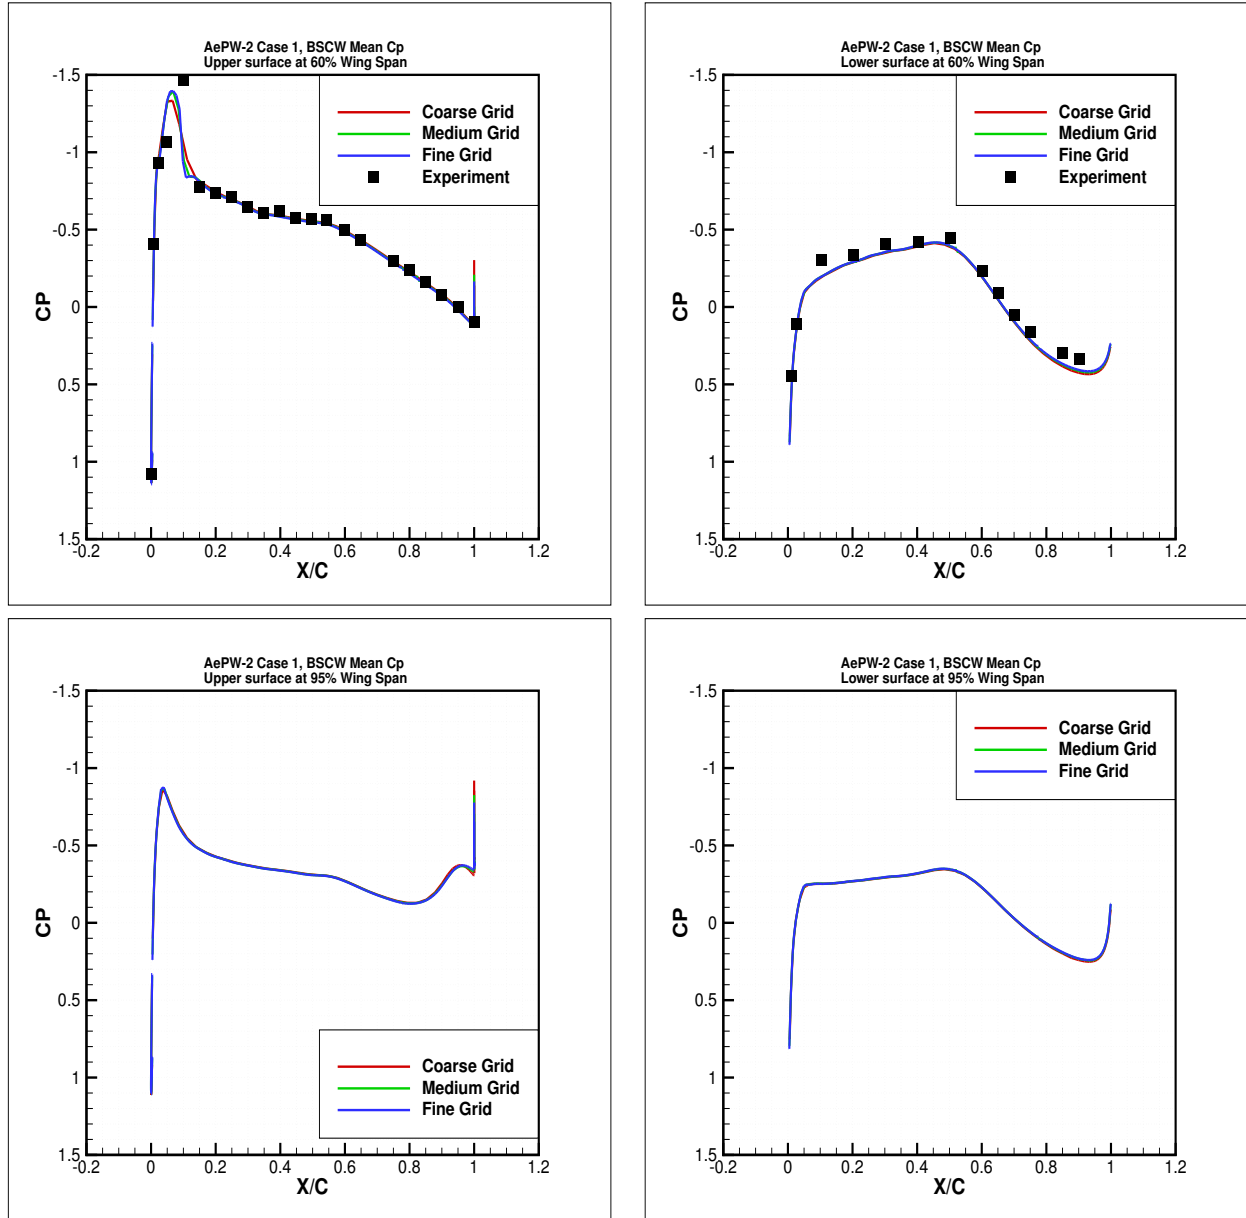 AePW-2 Case 1, BSCW Mean Cp
Upper surface at 60% Wing Span
-1.5
-1
-0.5
0
0.5
1
1.5
CP
-0.2
0
0.2
0.4
0.6
0.8
1
1.2
X/C
Coarse Grid
Medium Grid
Fine Grid
Experiment
AePW-2 Case 1, BSCW Mean Cp
Lower surface at 60% Wing Span
-1.5
-1
-0.5
0
0.5
1
1.5
CP
-0.2
0
0.2
0.4
0.6
0.8
1
1.2
X/C
Coarse Grid
Medium Grid
Fine Grid
Experiment
AePW-2 Case 1, BSCW Mean Cp
Upper surface at 95% Wing Span
-1.5
-1
-0.5
0
0.5
1
1.5
CP
-0.2
0
0.2
0.4
0.6
0.8
1
1.2
X/C
Coarse Grid
Medium Grid
Fine Grid
AePW-2 Case 1, BSCW Mean Cp
Lower surface at 95% Wing Span
-1.5
-1
-0.5
0
0.5
1
1.5
CP
-0.2
0
0.2
0.4
0.6
0.8
1
1.2
X/C
Coarse Grid
Medium Grid
Fine Grid